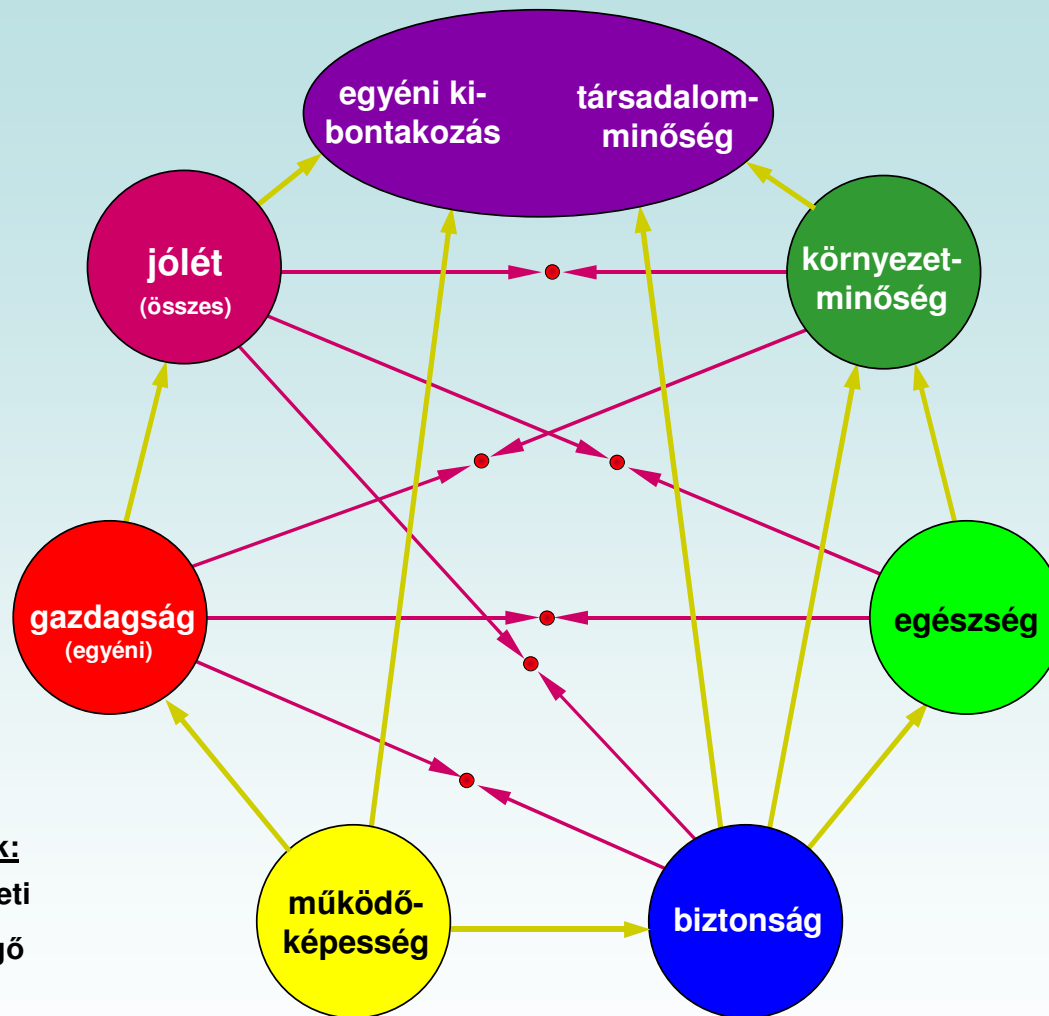 egyéni ki-
bontakozás
társadalom-
minőség
jólét
(összes)
környezet-
minőség
gazdagság
(egyéni)
egészség
működő-
képesség
biztonság